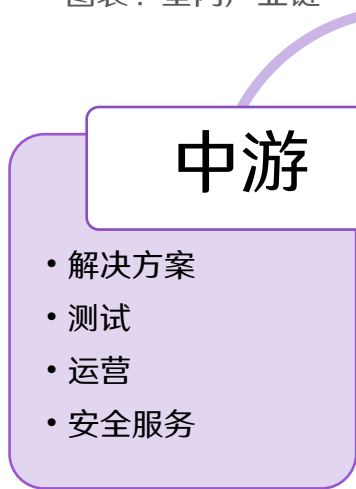 中游
• 解决方案
• 测试
• 运营
• 安全服务